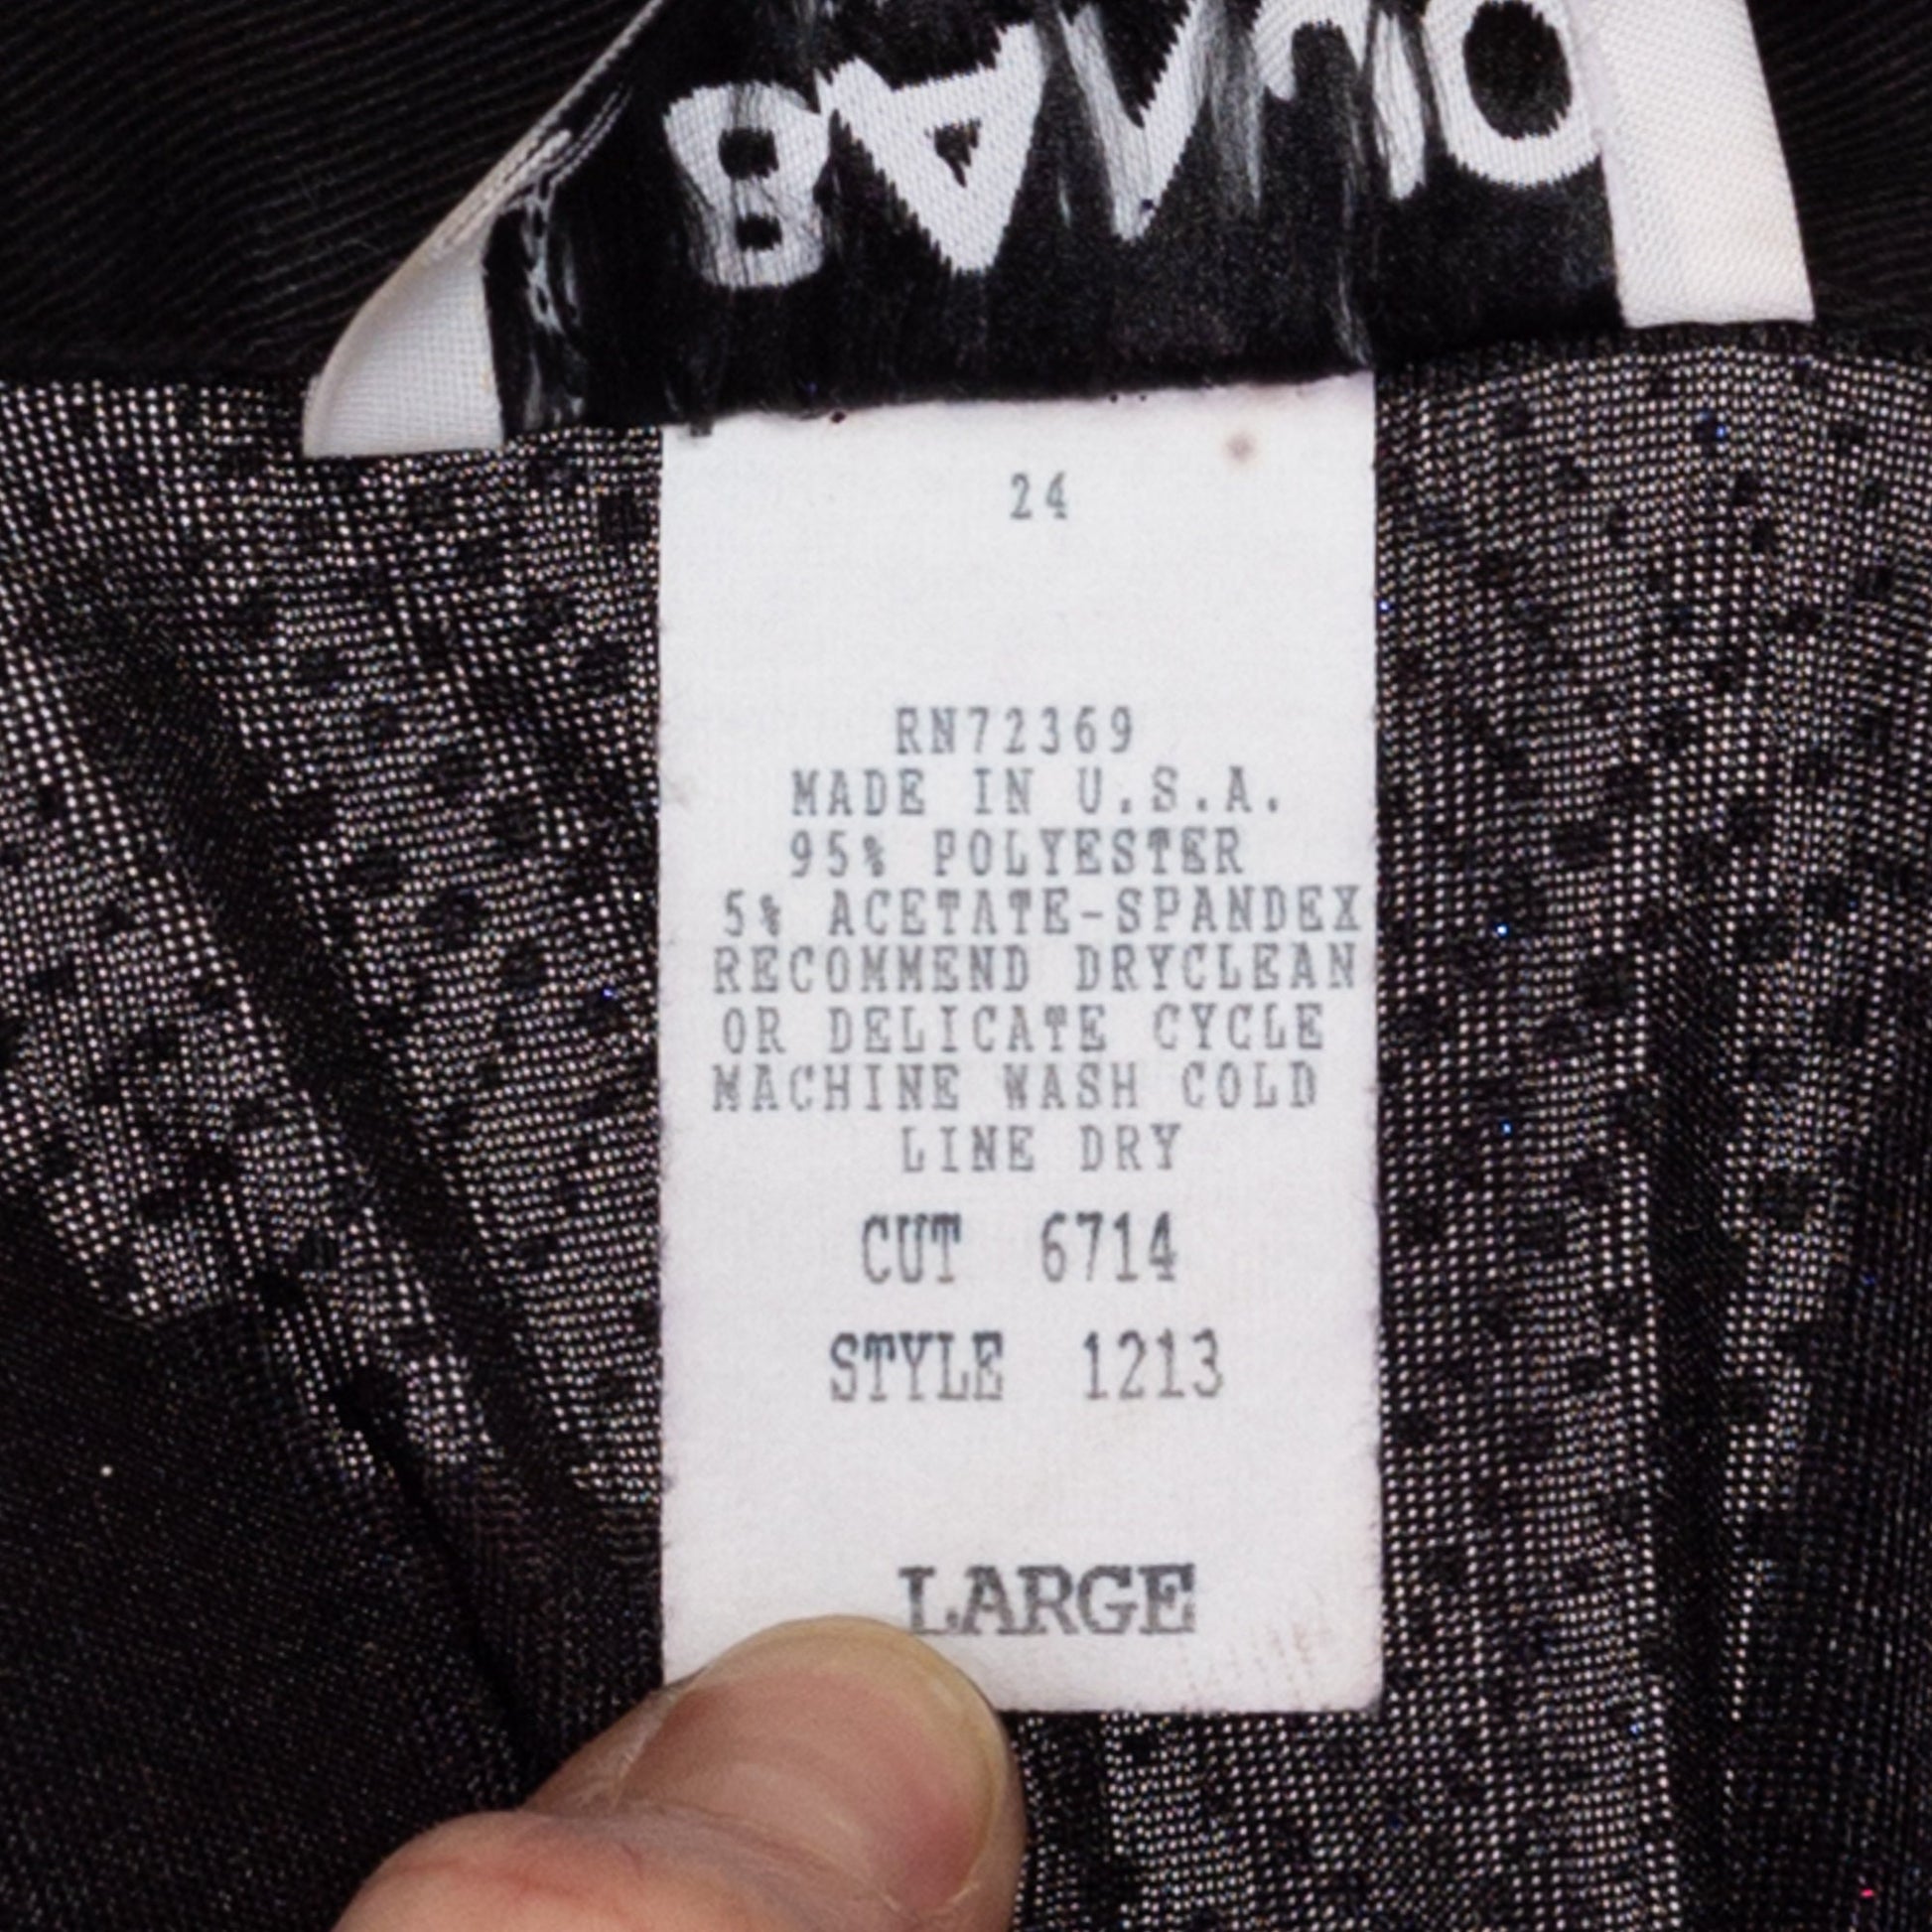 24
RN72369
MADE IN U.S.A.
95% POLYESTER
5% ACETATE-SPANDEX
RECOMMEND DRYCLEAN
OR DELICATE CYCLE
MACHINE WASH COLD
LINE DRY
CUT 6714
STYLE 1213
LARGE